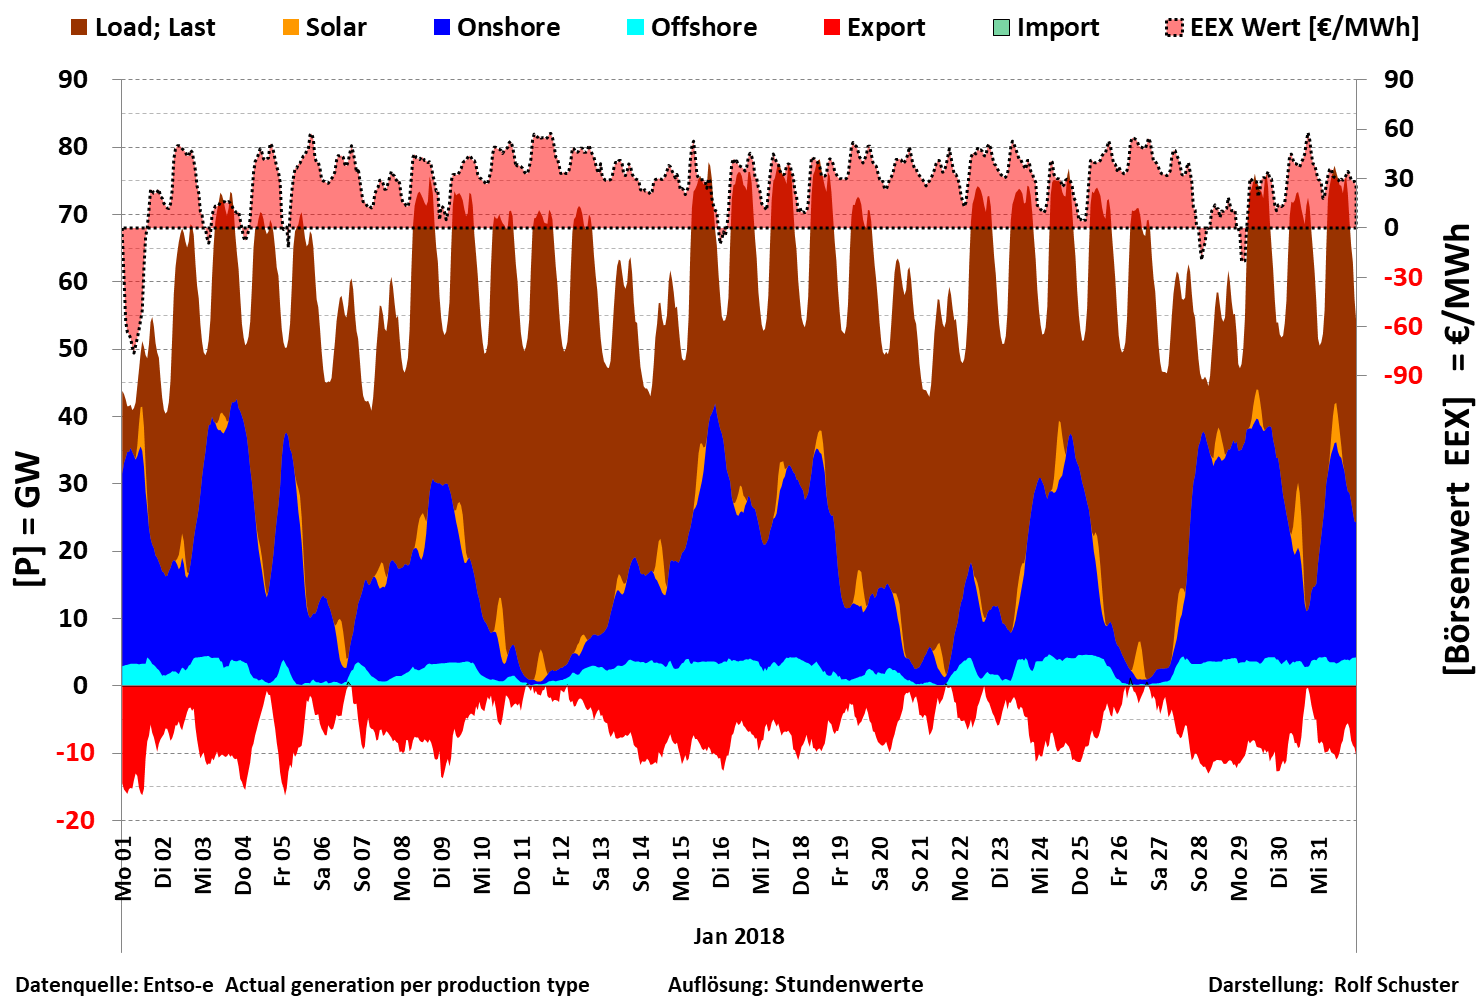 Load; Last Solar Onshore Offshore Export Import EEX Wert [€/MWh]
90 90
80 60
70 30
60 0
50 -30
40 -60
30 -90
20
10
0
-10
-20
[P] = GW
[Börsenwert EEX] = €/MWh
Mo 01 Di 02 Mi 03 Do 04 Fr 05 Sa 06 So 07 Mo 08 Di 09 Mi 10 Do 11 Fr 12 Sa 13 So 14 Mo 15 Di 16 Mi 17 Do 18 Fr 19 Sa 20 So 21 Mo 22 Di 23 Mi 24 Do 25 Fr 26 Sa 27 So 28 Mo 29 Di 30 Mi 31
Jan 2018
Datenquelle: Entso-e Actual generation per production type Auflösung: Stundenwerte Darstellung: Rolf Schuster